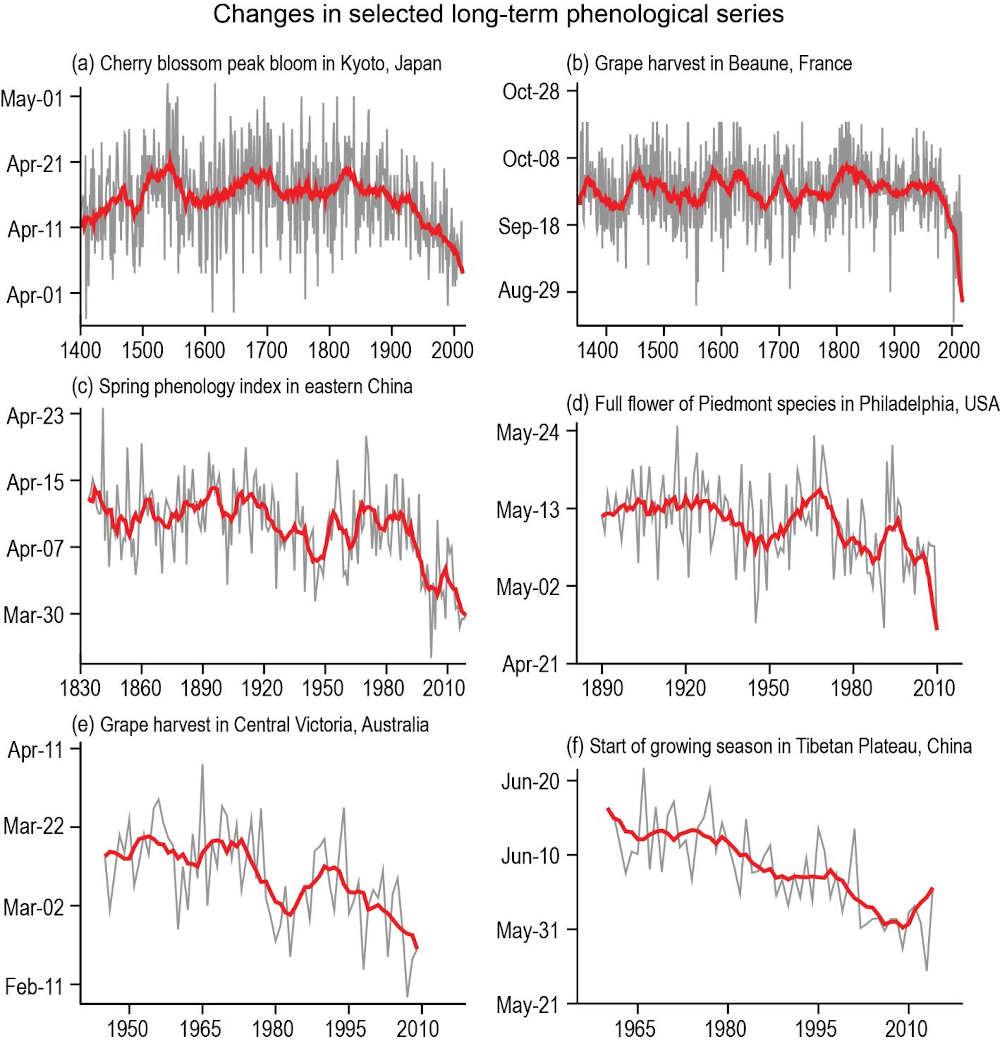 Changes in selected long-term phenological series
(a) Cherry blossom peak bloom in Kyoto, Japan
May-01
Apr-21
Apr-11
Apr-01
1400 1500 1600 1700 1800 1900 2000
(b) Grape harvest in Beaune, France
Oct-28
Oct-08
Sep-18
Aug-29
1400 1500 1600 1700 1800 1900 2000
(c) Spring phenology index in eastern China
Apr-23
Apr-15
Apr-07
Mar-30
1830 1860 1890 1920 1950 1980 2010
(d) Full flower of Piedmont species in Philadelphia, USA
May-24
May-13
May-02
Apr-21
1890 1920 1950 1980 2010
(e) Grape harvest in Central Victoria, Australia
Apr-11
Mar-22
Mar-02
Feb-11
1950 1965 1980 1995 2010
(f) Start of growing season in Tibetan Plateau, China
Jun-20
Jun-10
May-31
May-21
1965 1980 1995 2010